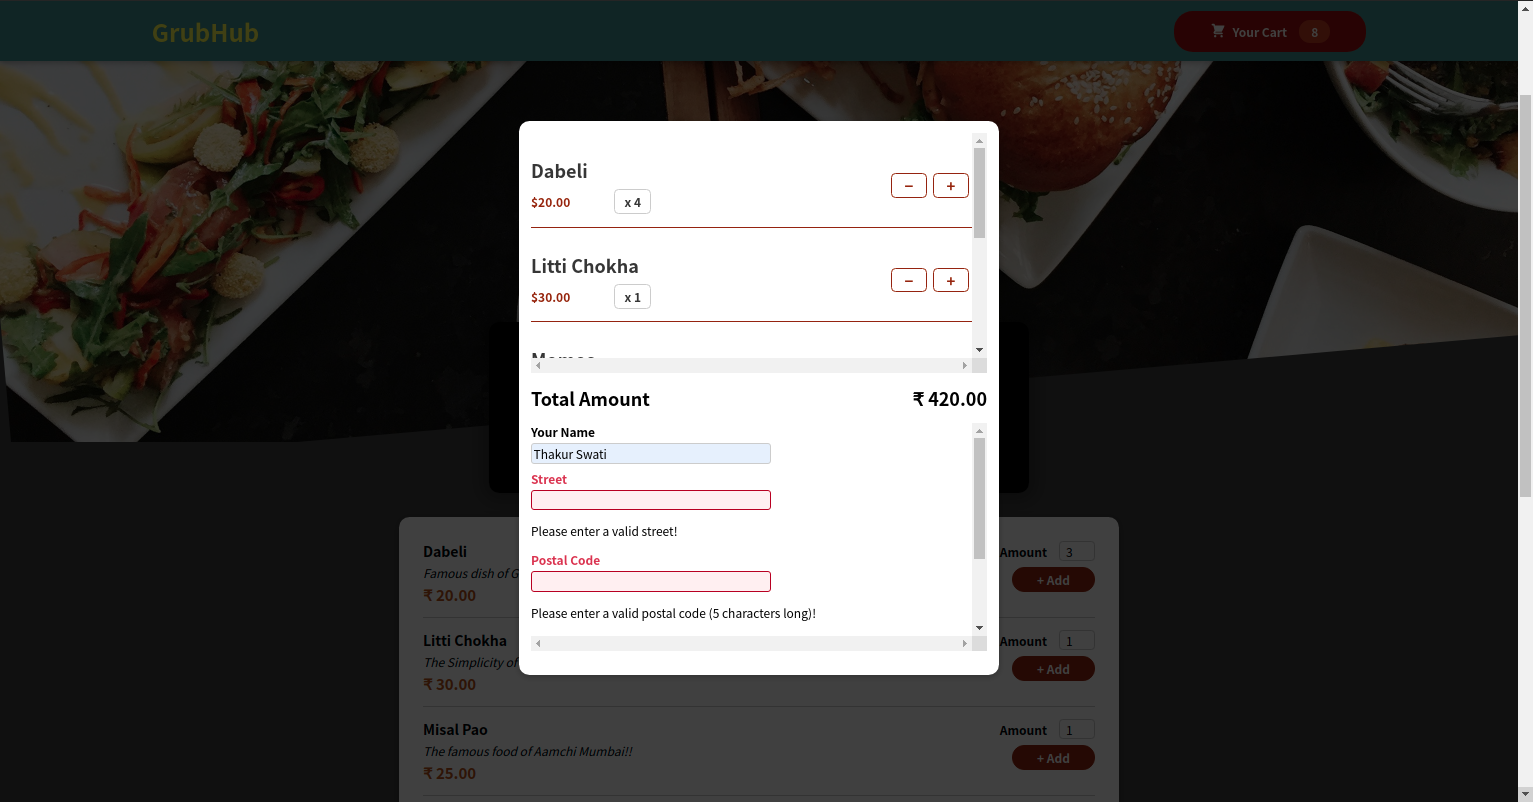 GrubHub
Your Cart 8
Dabeli
$20.00 x 4
− +
Litti Chokha
$30.00 x 1
− +
Total Amount ₹ 420.00
Your Name
Thakur Swati
Street
Please enter a valid street!
Postal Code
Please enter a valid postal code (5 characters long)!
Dabeli
Amount 3
Famous dish of G
+ Add
₹ 20.00
Litti Chokha
Amount 1
The Simplicity of
+ Add
₹ 30.00
Misal Pao
Amount 1
The famous food of Aamchi Mumbai!!
+ Add
₹ 25.00